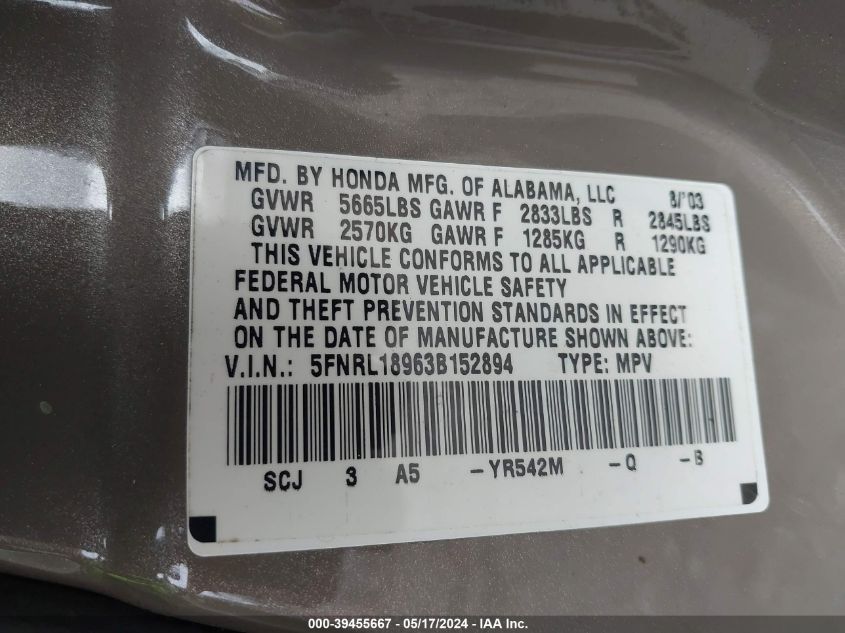 MFD. BY HONDA MFG. OF ALABAMA, LLC 8/'03
GVWR 5665LBS GAWR F 2833LBS R 2845LBS
GVWR 2570KG GAWR F 1285KG R 1290KG
THIS VEHICLE CONFORMS TO ALL APPLICABLE
FEDERAL MOTOR VEHICLE SAFETY
AND THEFT PREVENTION STANDARDS IN EFFECT
ON THE DATE OF MANUFACTURE SHOWN ABOVE:
V.I.N.: 5FNRL18963B152894 TYPE: MPV
SCJ 3 A5 -YR542M -Q -B
000-39455667 - 05/17/2024 - IAA Inc.